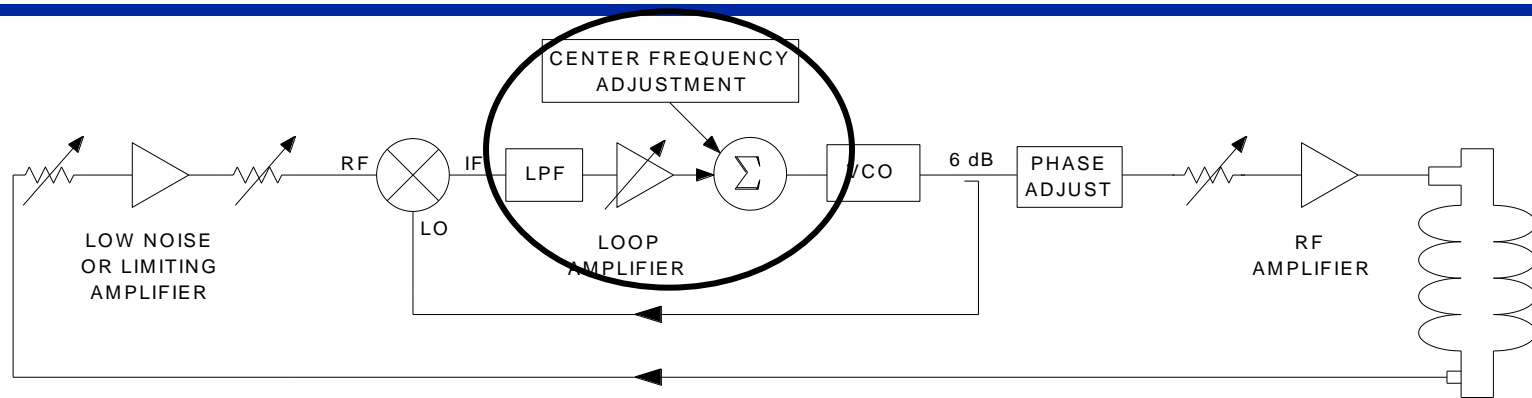 CENTER FREQUENCY
ADJUSTMENT
RF
IF
LPF
Σ
VCO
6 dB
PHASE
ADJUST
LO
LOW NOISE
OR LIMITING
AMPLIFIER
LOOP
AMPLIFIER
RF
AMPLIFIER